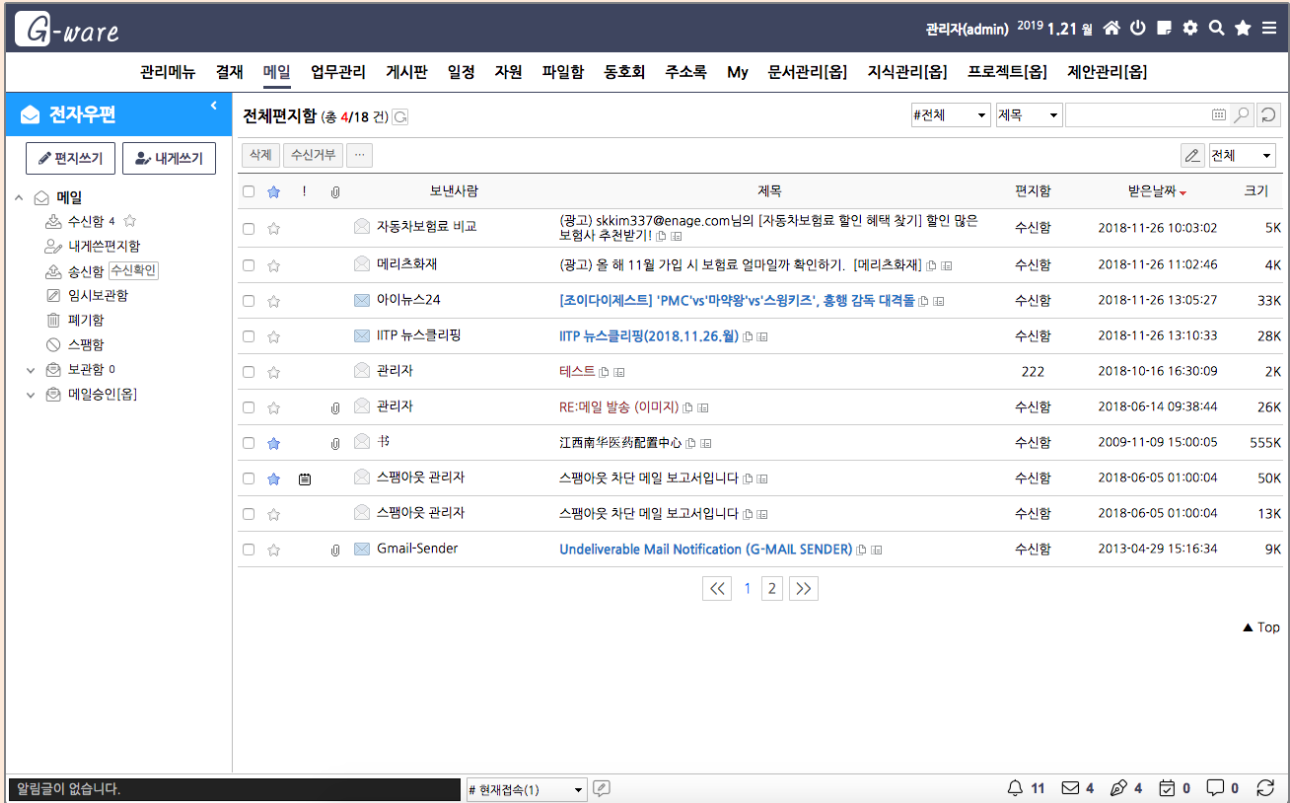 G-ware
관리자(admin) 2019 1.21 월
관리메뉴 결재 메일 업무관리 게시판 일정 자원 파일함 동호회 주소록 My 문서관리[옵] 지식관리[옵] 프로젝트[옵] 제안관리[옵]
전자우편
편지쓰기 내게쓰기
메일
수신함 4
내게쓴편지함
송신함 수신확인
임시보관함
폐기함
스팸함
보관함 0
메일승인[옵]
전체편지함 (총 4/18 건) #전체 제목
삭제 수신거부 ... 전체
! 보낸사람 제목 편지함 받은날짜 크기
자동차보험료 비교 (광고) skkim337@enage.com님의 [자동차보험료 할인 혜택 찾기] 할인 많은
보험사 추천받기! 수신함 2018-11-26 10:03:02 5K
메리츠화재 (광고) 올 해 11월 가입 시 보험료 얼마일까 확인하기. [메리츠화재] 수신함 2018-11-26 11:02:46 4K
아이뉴스24 [조이다이제스트] 'PMC'vs'마약왕'vs'스윙키즈', 흥행 감독 대격돌 수신함 2018-11-26 13:05:27 33K
IITP 뉴스클리핑 IITP 뉴스클리핑(2018.11.26.월) 수신함 2018-11-26 13:10:33 28K
관리자 테스트 222 2018-10-16 16:30:09 2K
관리자 RE:메일 발송 (이미지) 수신함 2018-06-14 09:38:44 26K
书 江西南华医药配置中心 수신함 2009-11-09 15:00:05 555K
스팸아웃 관리자 스팸아웃 차단 메일 보고서입니다 수신함 2018-06-05 01:00:04 50K
스팸아웃 관리자 스팸아웃 차단 메일 보고서입니다 수신함 2018-06-05 01:00:04 13K
Gmail-Sender Undeliverable Mail Notification (G-MAIL SENDER) 수신함 2013-04-29 15:16:34 9K
<< 1 2 >>
▲ Top
알림글이 없습니다. # 현재접속(1) 11 4 4 0 0